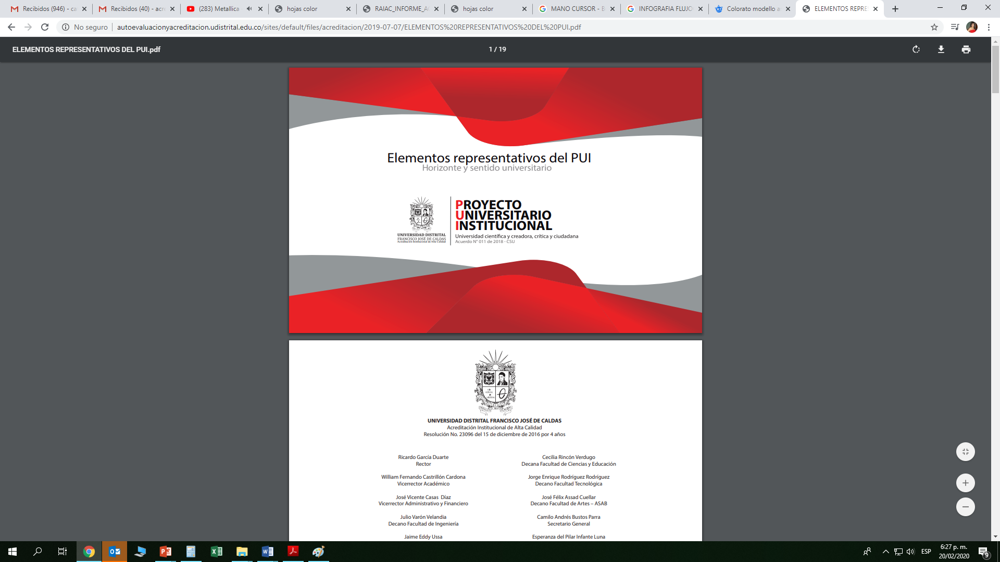 Recibidos (946) - ca
Recibidos (40) - acre
(283) Metallica
hojas color
RAIAC_INFORME_A
hojas color
MANO CURSOR - B
INFOGRAFIA FLUJO
Colorato modello a
ELEMENTOS REPRE
No seguro
autoevaluacionyacreditacion.udistrital.edu.co/sites/default/files/acreditacion/2019-07-07/ELEMENTOS%20REPRESENTATIVOS%20DEL%20PUI.pdf
ELEMENTOS REPRESENTATIVOS DEL PUI.pdf
1 / 19
Elementos representativos del PUI
Horizonte y sentido universitario
PROYECTO
UNIVERSITARIO
INSTITUCIONAL
Universidad científica y creadora, crítica y ciudadana
Acuerdo N° 011 de 2018 - CSU
UNIVERSIDAD DISTRITAL
FRANCISCO JOSÉ DE CALDAS
Acreditación Institucional de Alta Calidad
UNIVERSIDAD DISTRITAL FRANCISCO JOSÉ DE CALDAS
Acreditación Institucional de Alta Calidad
Resolución No. 23096 del 15 de diciembre de 2016 por 4 años
Ricardo García Duarte
Rector
William Fernando Castrillón Cardona
Vicerrector Académico
José Vicente Casas Díaz
Vicerrector Administrativo y Financiero
Julio Varón Velandia
Decano Facultad de Ingeniería
Jaime Eddy Ussa
Cecilia Rincón Verdugo
Decana Facultad de Ciencias y Educación
Jorge Enrique Rodríguez Rodríguez
Decano Facultad Tecnológica
José Félix Assad Cuellar
Decano Facultad de Artes – ASAB
Camilo Andrés Bustos Parra
Secretario General
Esperanza del Pilar Infante Luna
ESP
6:27 p. m.
20/02/2020
9